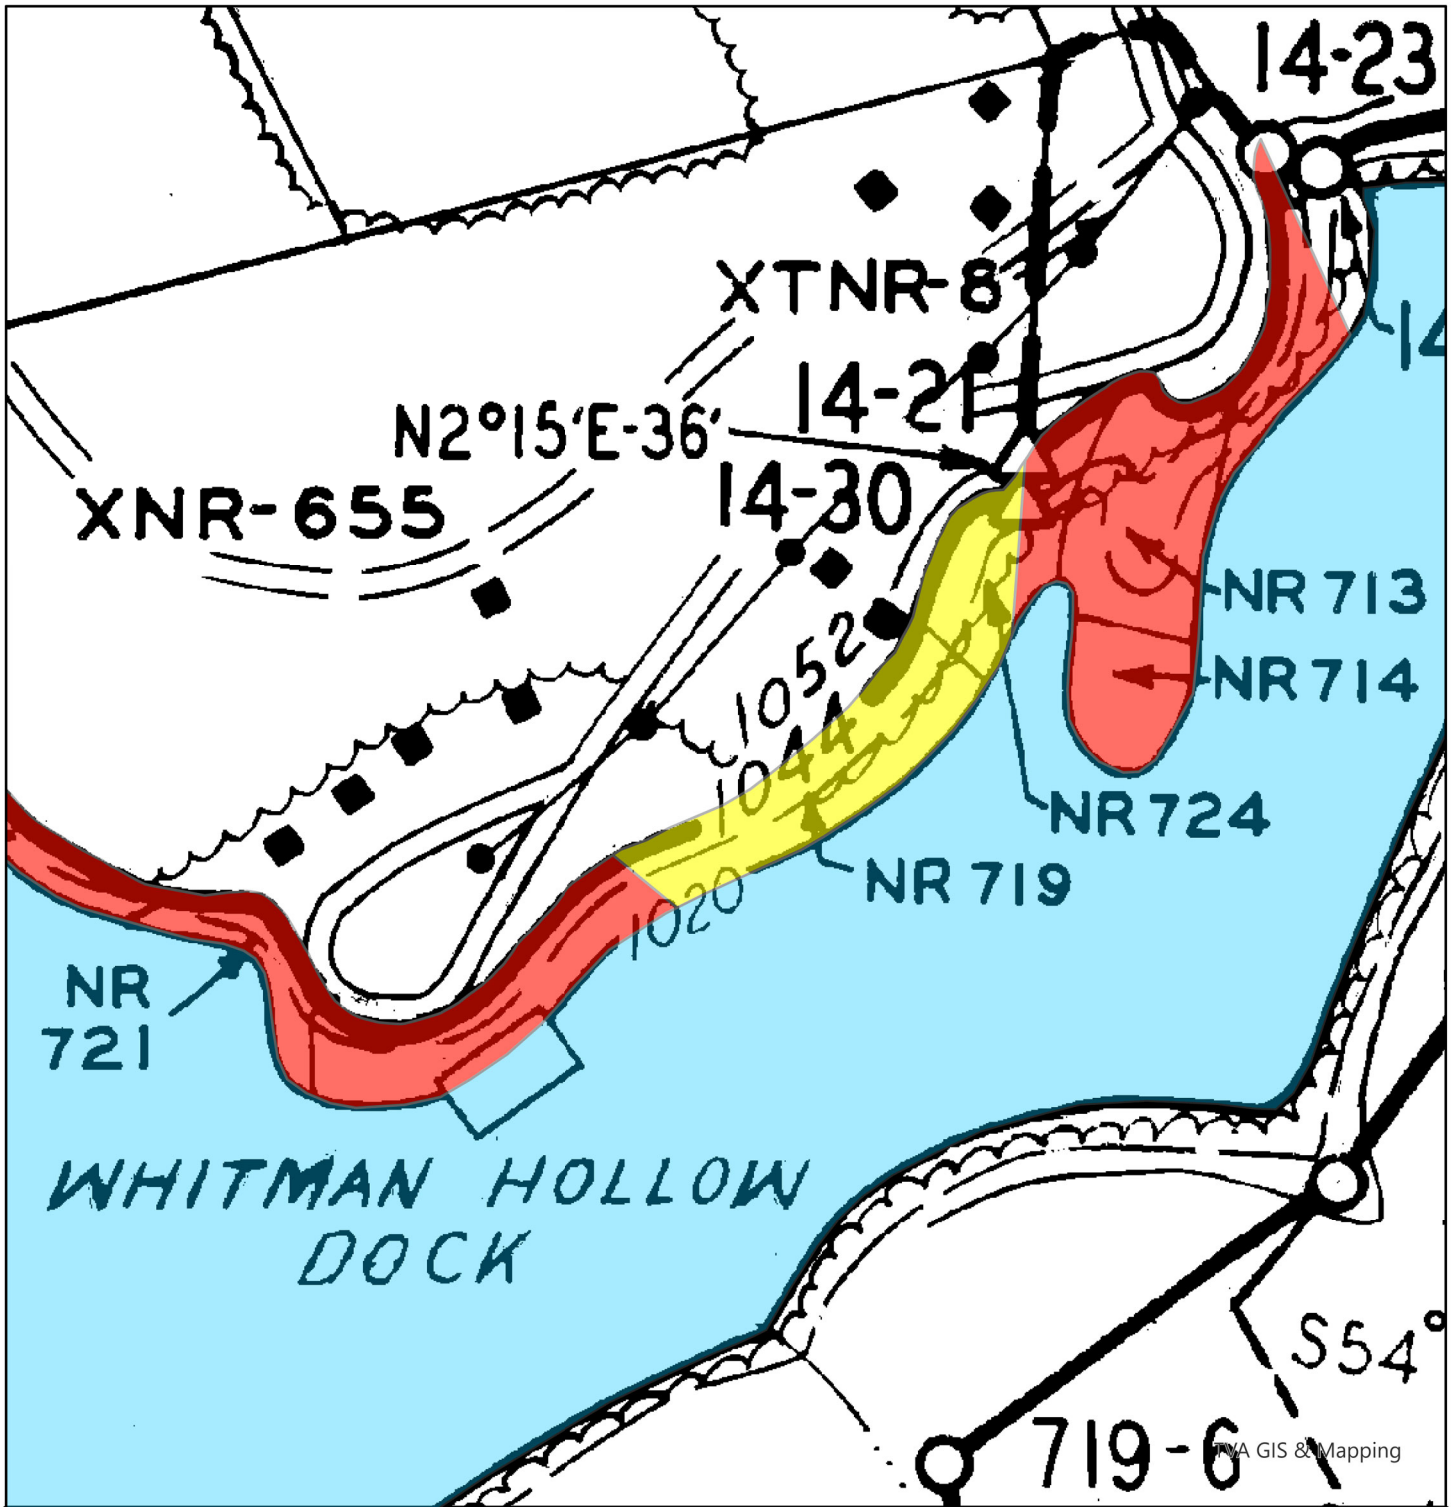 14-23
XTNR-8
14
14-21
N2°15'E-36'
14-30
XNR-655
NR 713
1052
NR 714
1044
NR 724
NR 719
1020
NR
721
WHITMAN HOLLOW
DOCK
S54°
719-6
TVA GIS & Mapping